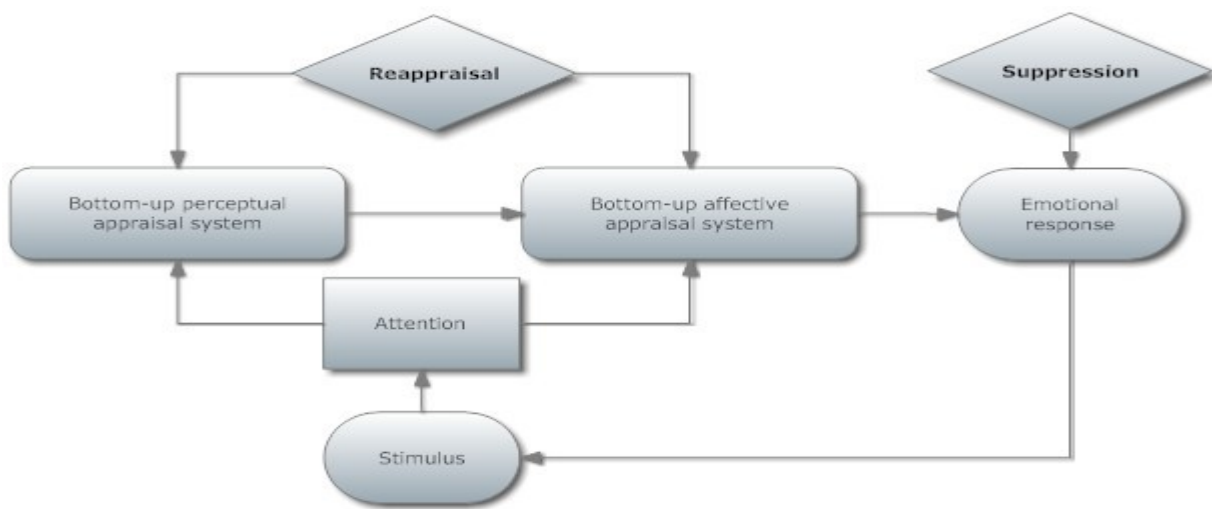 Reappraisal
Suppression
Bottom-up perceptual
appraisal system
Bottom-up affective
appraisal system
Emotional
response
Attention
Stimulus